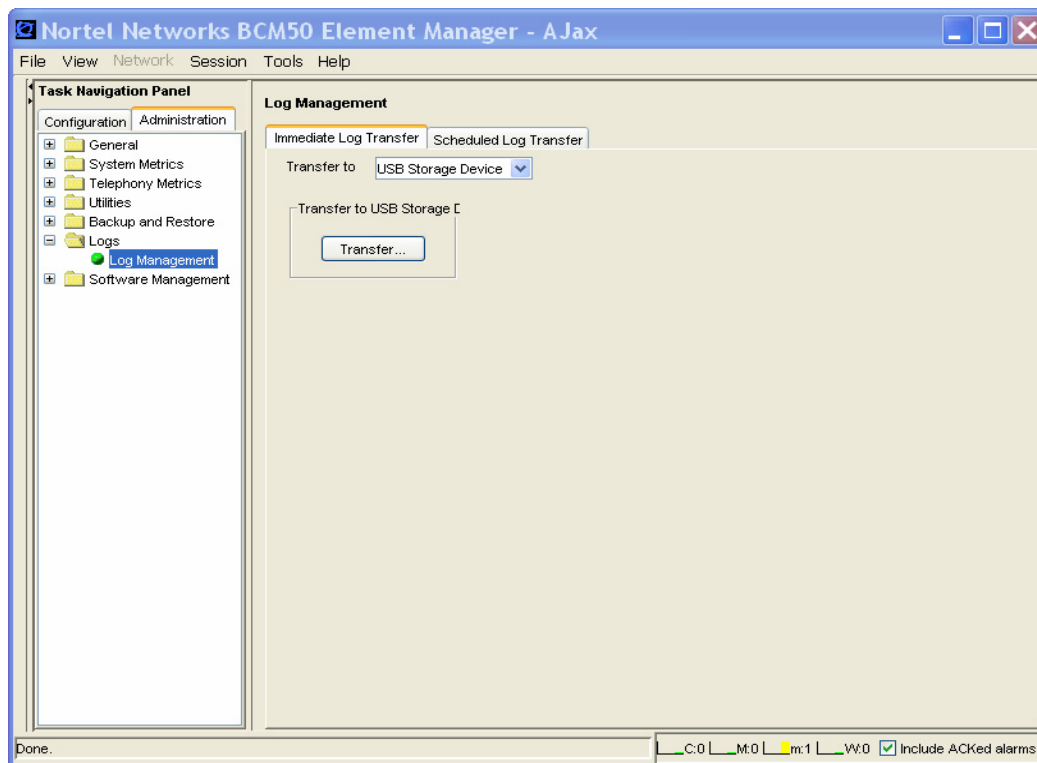 Nortel Networks BCM50 Element Manager - AJax
File View Network Session Tools Help
Task Navigation Panel
Configuration Administration
General
System Metrics
Telephony Metrics
Utilities
Backup and Restore
Logs
Log Management
Software Management
Log Management
Immediate Log Transfer Scheduled Log Transfer
Transfer to USB Storage Device
Transfer to USB Storage D
Transfer...
Done.
C:0 M:0 m:1 W:0 Include ACKed alarms